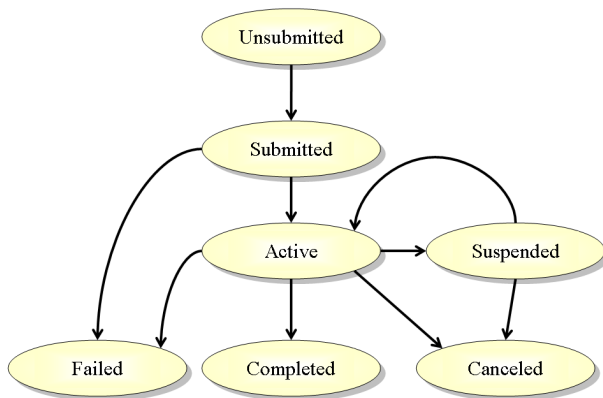 Unsubmitted
Submitted
Active
Suspended
Failed
Completed
Canceled